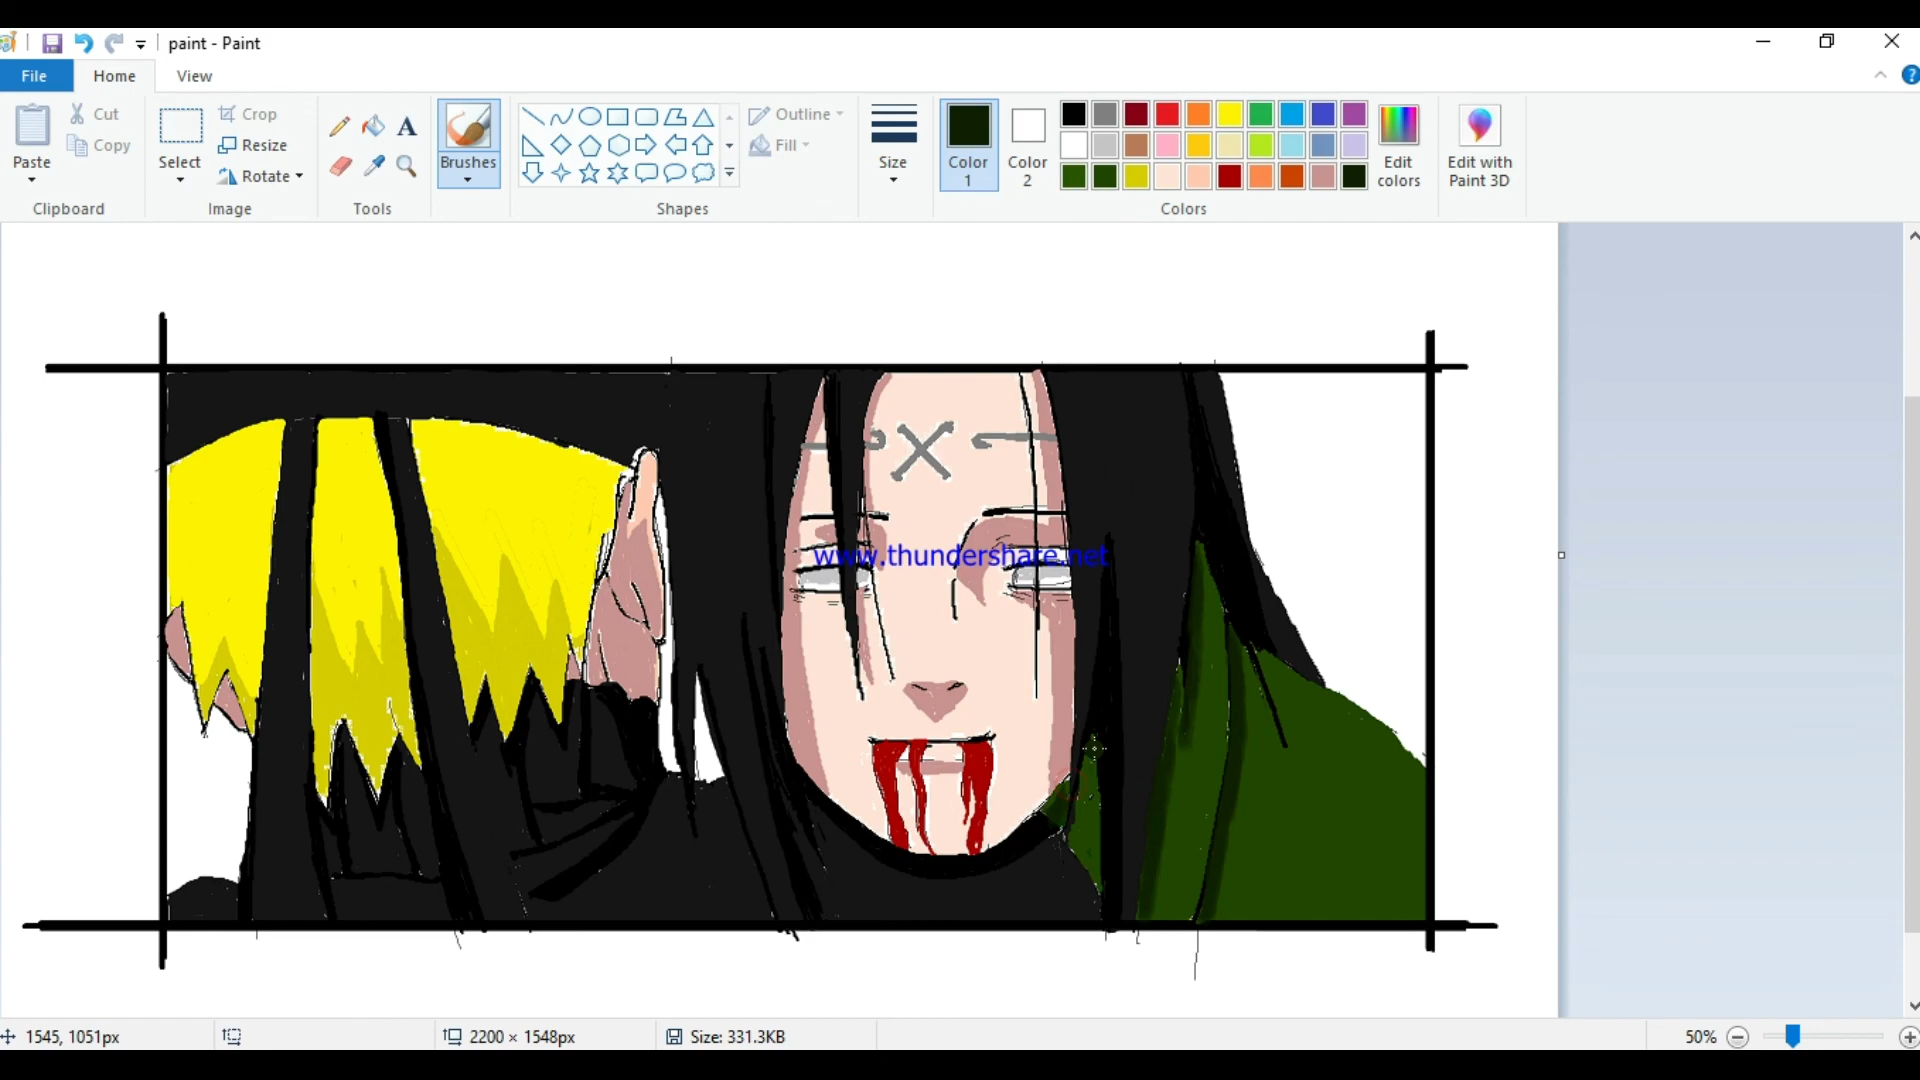 paint - Paint
File Home View
Paste
Cut
Copy
Clipboard
Select
Crop
Resize
Rotate
Image
A
Tools
Brushes
Shapes
Outline
Fill
Size
Color
1
Color
2
Colors
Edit
colors
Edit with
Paint 3D
?
www.thundershare.net
1545, 1051px
2200 × 1548px
Size: 331.3KB
50%